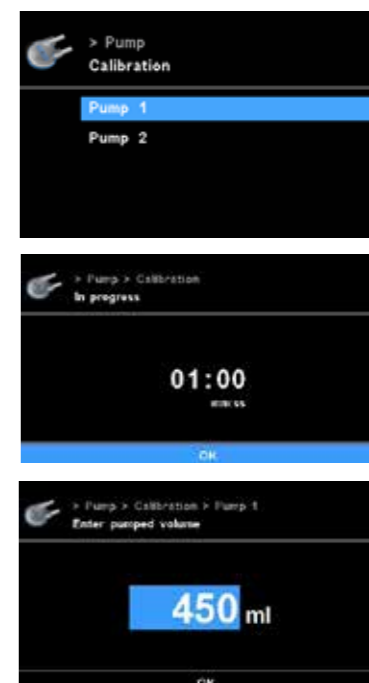 > Pump
Calibration
Pump 1
Pump 2
> Pump > Calibration
In progress
01:00
mm:ss
OK
> Pump > Calibration > Pump 1
Enter pumped volume
450 ml
OK